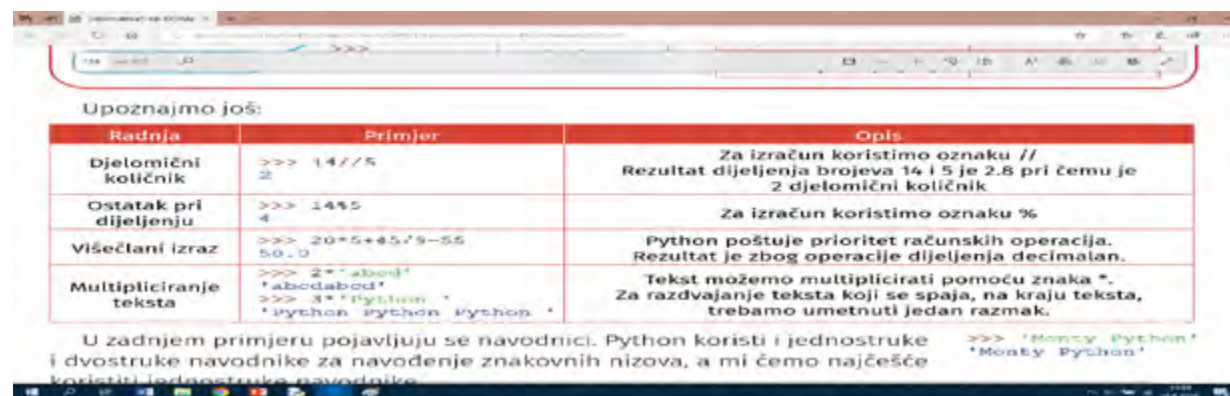 >>>
Upoznajmo još:
Radnja Primjer Opis
Djelomični količnik
>>> 14//5
2
Za izračun koristimo oznaku //
Rezultat dijeljenja brojeva 14 i 5 je 2.8 pri čemu je
2 djelomični količnik
Ostatak pri
dijeljenju
>>> 14%5
4
Za izračun koristimo oznaku %
Višečlani izraz
>>> 20*5+45/9-55
50.0
Python poštuje prioritet računskih operacija.
Rezultat je zbog operacije dijeljenja decimalan.
Multipliciranje
teksta
>>> 2*'abcd'
'abcdabcd'
>>> 3*'Python '
'Python Python Python '
Tekst možemo multiplicirati pomoću znaka *.
Za razdvajanje teksta koji se spaja, na kraju teksta,
trebamo umetnuti jedan razmak.
U zadnjem primjeru pojavljuju se navodnici. Python koristi i jednostruke
i dvostruke navodnike za navođenje znakovnih nizova, a mi ćemo najčešće
koristiti jednostruke navodnike
>>> 'Monty Python'
'Monty Python'